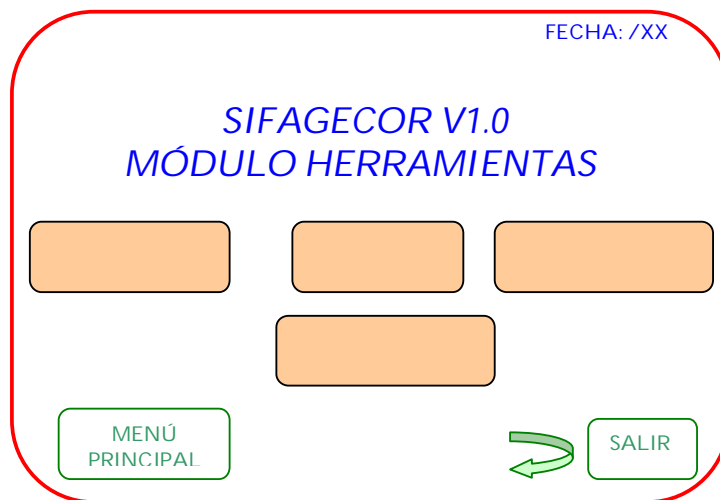 FECHA: /XX
SIFAGECOR V1.0
MÓDULO HERRAMIENTAS
MENÚ
PRINCIPAL
SALIR